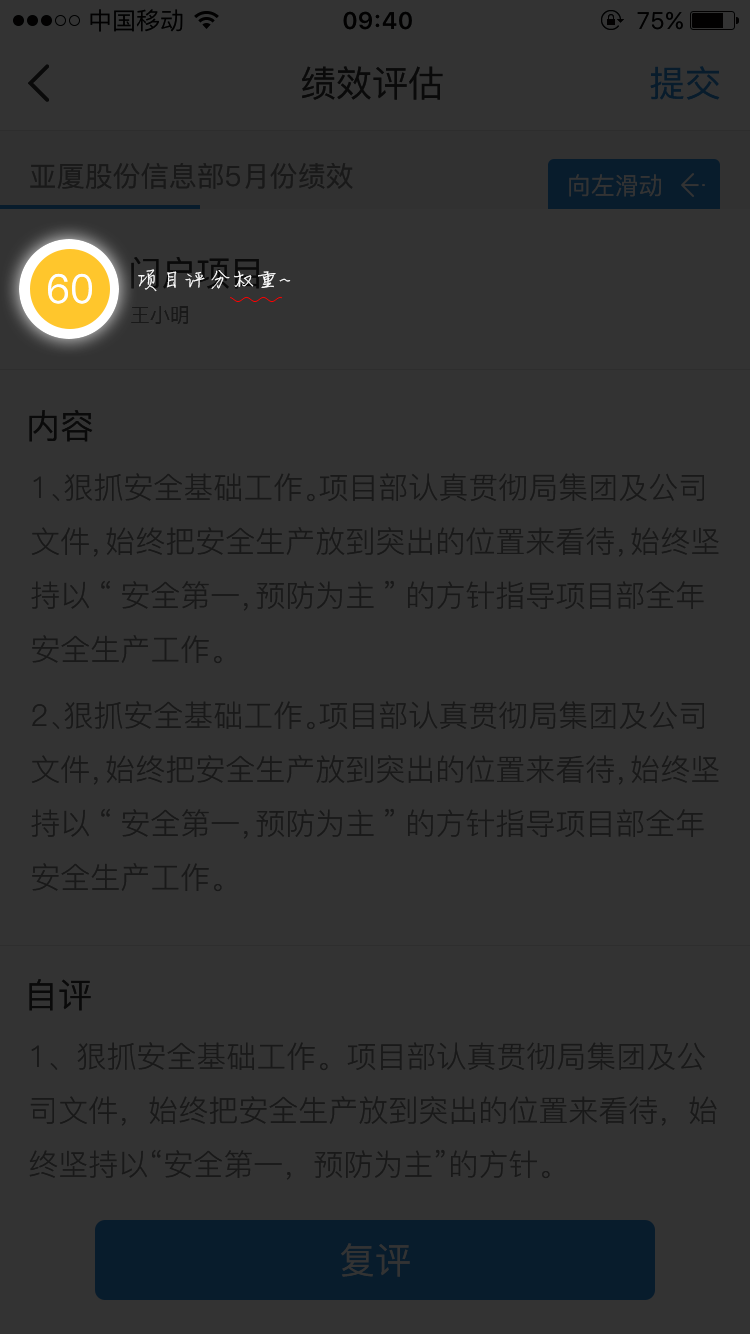 中国移动 09:40 75%
绩效评估 提交
亚厦股份信息部5月份绩效 向左滑动
60 门户项目
项目评分权重~
王小明
内容
1、狠抓安全基础工作。项目部认真贯彻局集团及公司
文件,始终把安全生产放到突出的位置来看待,始终坚
持以“安全第一,预防为主”的方针指导项目部全年
安全生产工作。
2、狠抓安全基础工作。项目部认真贯彻局集团及公司
文件,始终把安全生产放到突出的位置来看待,始终坚
持以“安全第一,预防为主”的方针指导项目部全年
安全生产工作。
自评
1、狠抓安全基础工作。项目部认真贯彻局集团及公
司文件，始终把安全生产放到突出的位置来看待，始
终坚持以“安全第一，预防为主”的方针。
复评